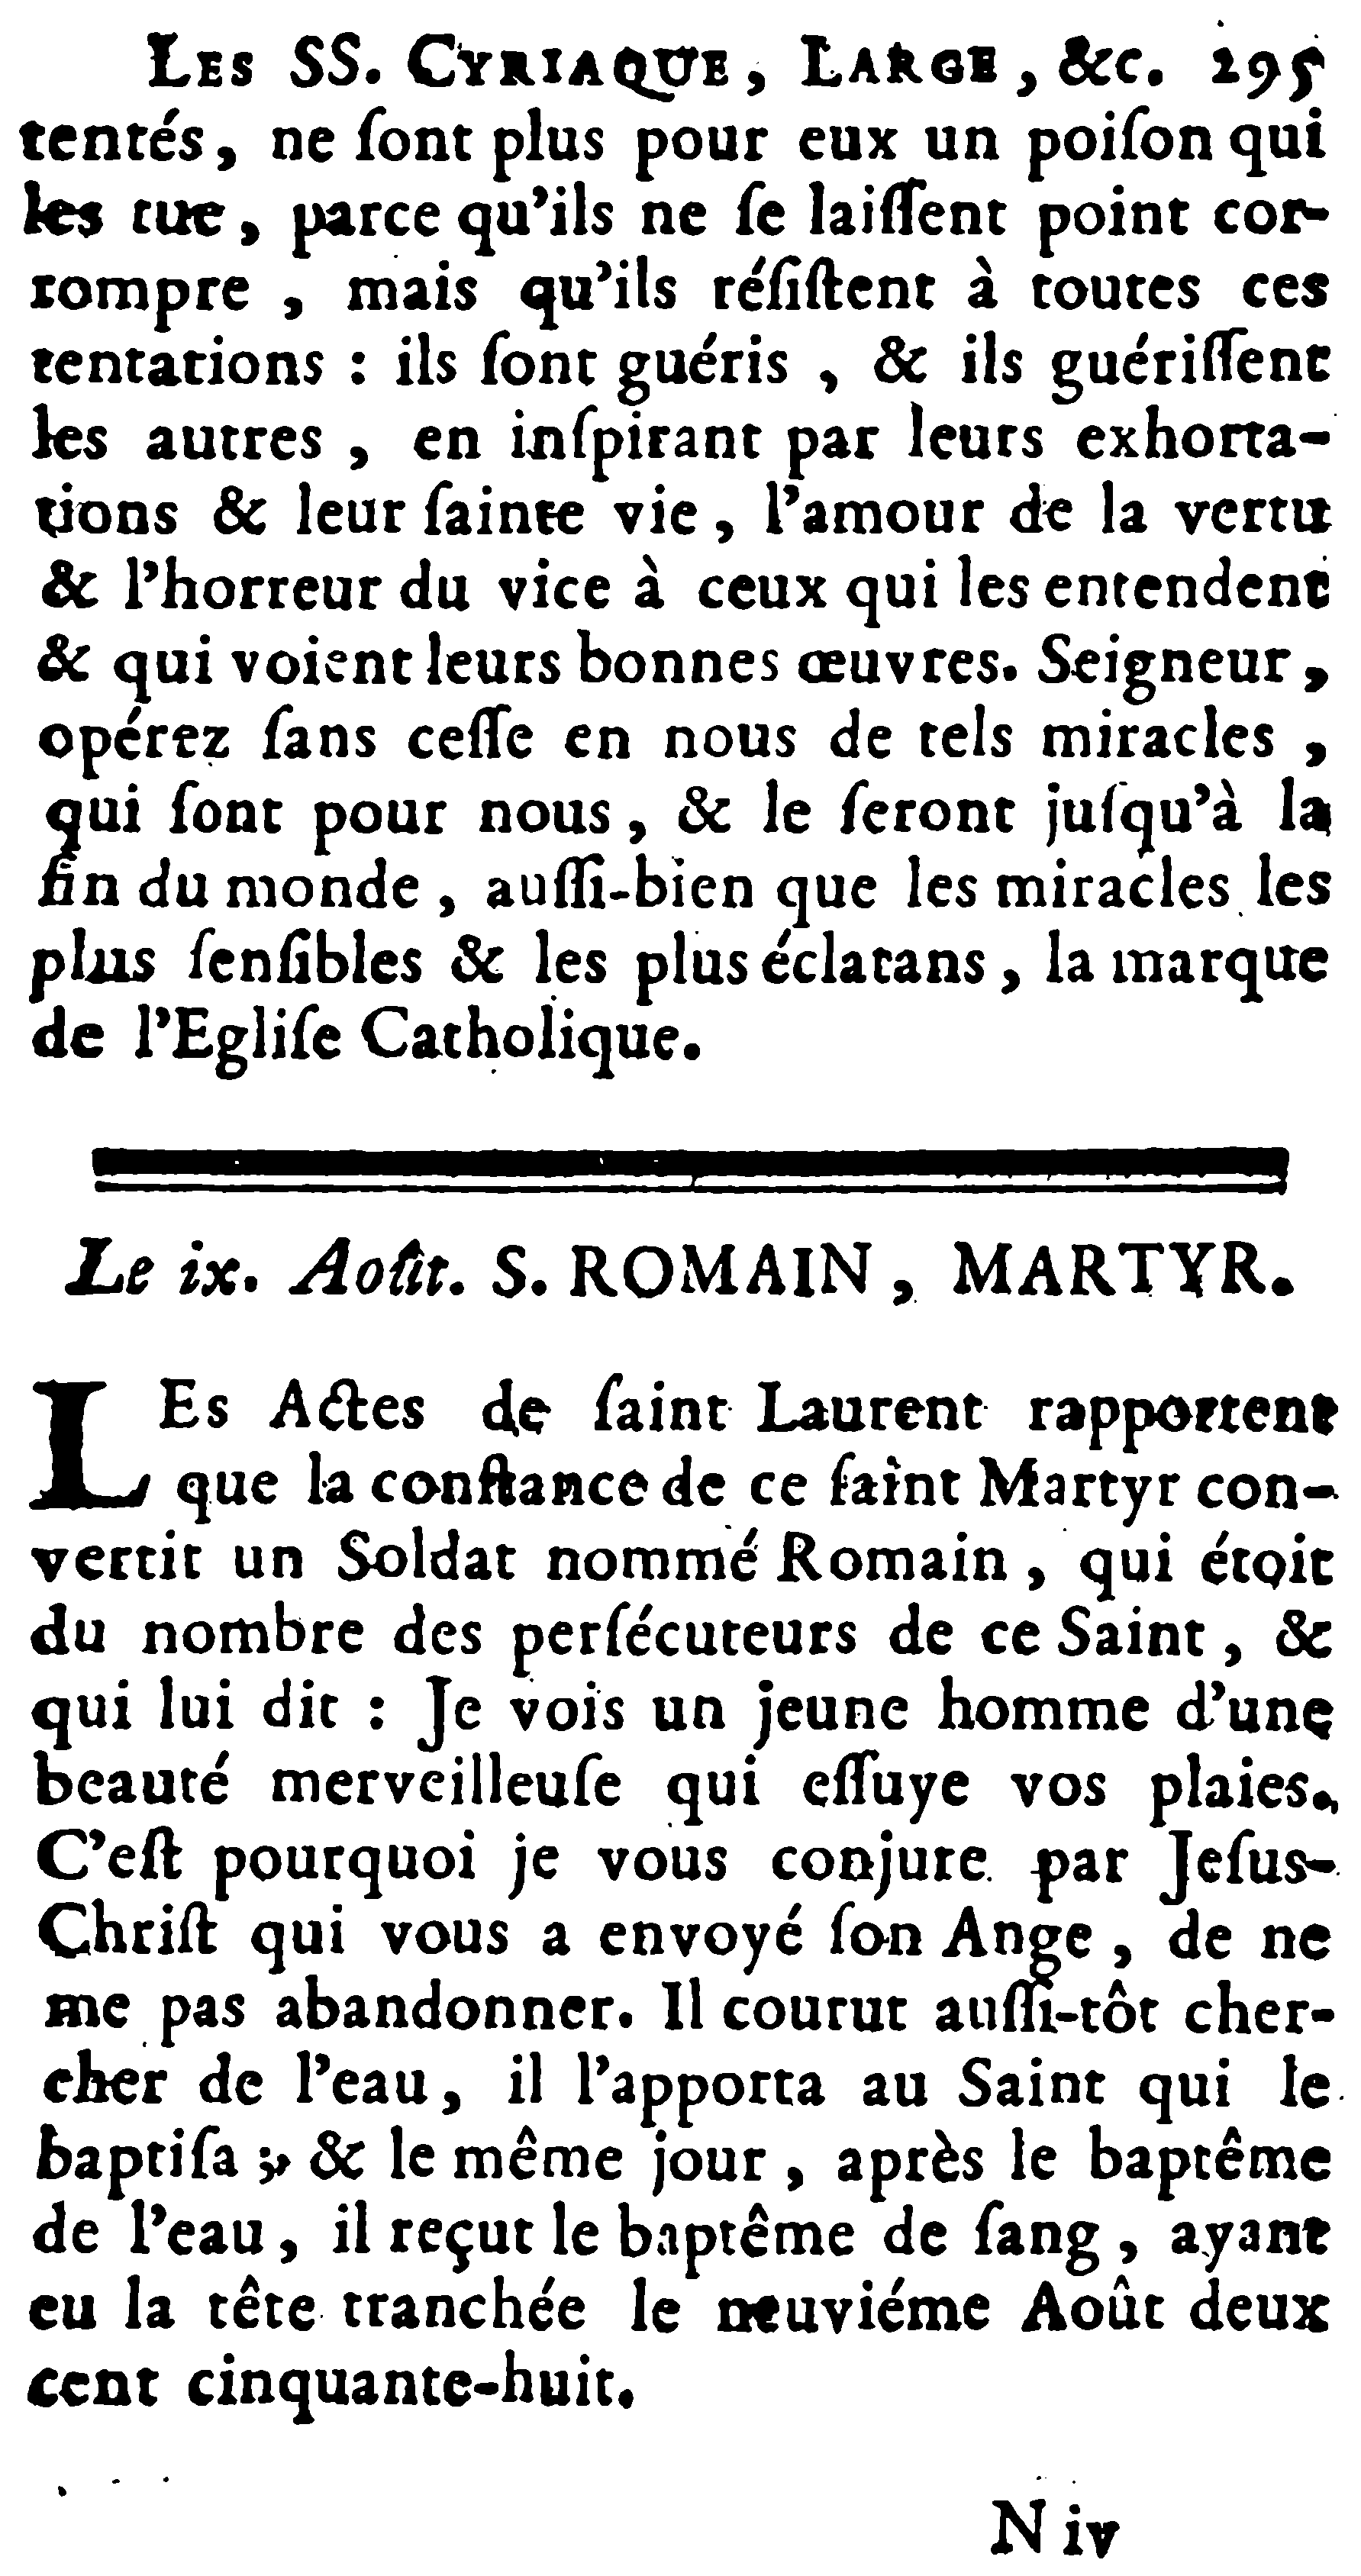 LES SS. CYRIAQUE, LARGE, &c. 295
tentés, ne ſont plus pour eux un poiſon qui
les tue, parce qu'ils ne ſe laiſſent point cor-
rompre, mais qu'ils réſiſtent à toutes ces
tentations : ils ſont guéris, & ils guériſſent
les autres, en inſpirant par leurs exhorta-
tions & leur ſainte vie, l'amour de la vertu
& l'horreur du vice à ceux qui les entendent
& qui voient leurs bonnes œuvres. Seigneur,
opérez ſans ceſſe en nous de tels miracles,
qui ſont pour nous, & le ſeront juſqu'à la
fin du monde, auſſi-bien que les miracles les
plus ſenſibles & les plus éclatans, la marque
de l'Egliſe Catholique.
Le ix. Août. S. ROMAIN, MARTYR.
LEs Actes de ſaint Laurent rapportent
que la conſtance de ce ſaint Martyr con-
vertit un Soldat nommé Romain, qui étoit
du nombre des perſécuteurs de ce Saint, &
qui lui dit : Je vois un jeune homme d'une
beauté merveilleuſe qui eſſuye vos plaies.
C'eſt pourquoi je vous conjure par Jeſus-
Chriſt qui vous a envoyé ſon Ange, de ne
me pas abandonner. Il courut auſſi-tôt cher-
cher de l'eau, il l'apporta au Saint qui le
baptiſa ; & le même jour, après le baptême
de l'eau, il reçut le baptême de ſang, ayant
eu la tête tranchée le neuviéme Août deux
cent cinquante-huit.
N iv